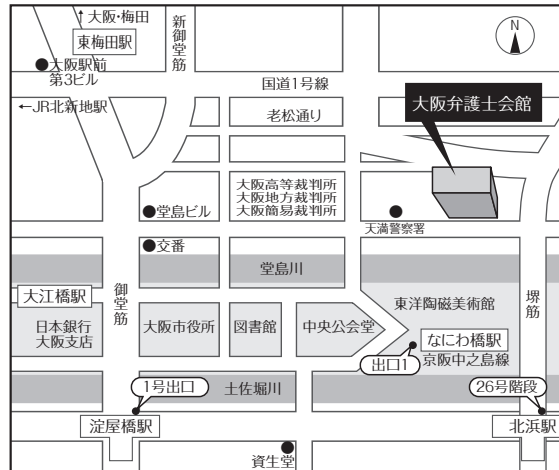 ↑大阪・梅田
東梅田駅
新御堂筋
N
大阪駅前
第3ビル
国道1号線
←JR北新地駅
老松通り
大阪弁護士会館
大阪高等裁判所
大阪地方裁判所
大阪簡易裁判所
堂島ビル
天満警察署
交番
堂島川
大江橋駅
御堂筋
堺筋
日本銀行
大阪支店
大阪市役所
図書館
中央公会堂
東洋陶磁美術館
なにわ橋駅
出口1
京阪中之島線
1号出口
土佐堀川
26号階段
淀屋橋駅
北浜駅
資生堂